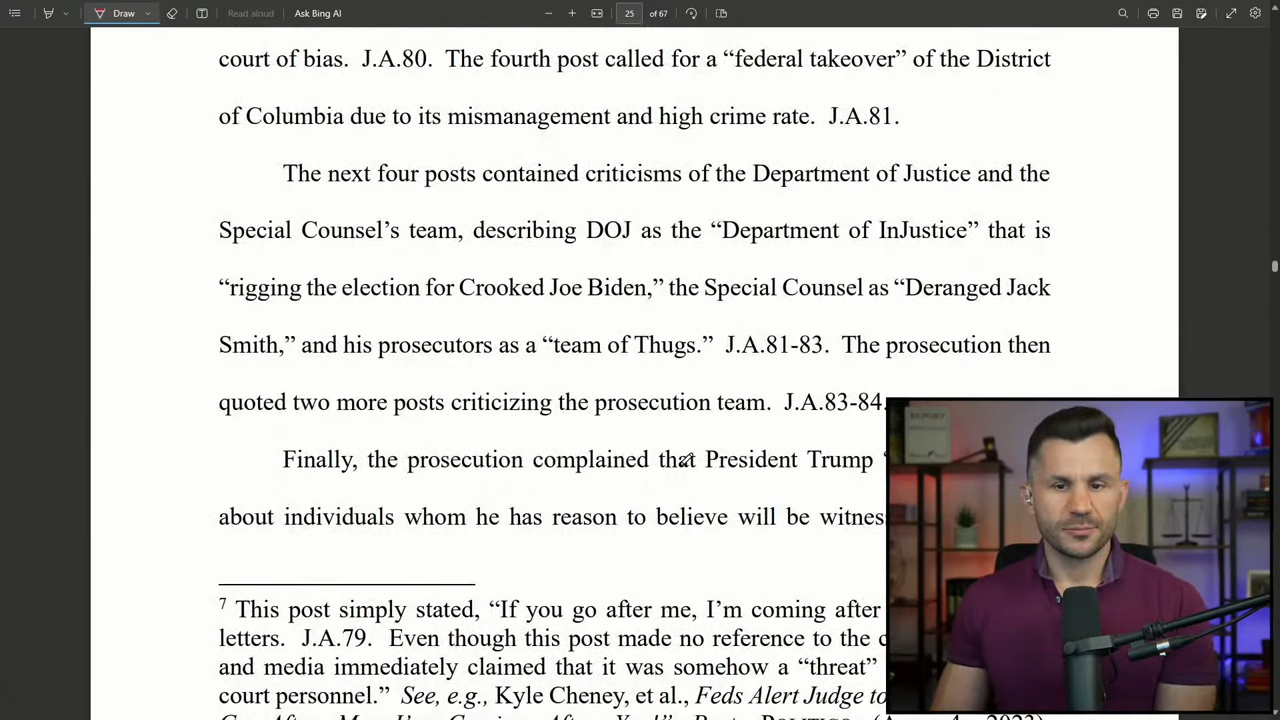 Draw
Read aloud
Ask Bing AI
25 of 67
court of bias. J.A.80. The fourth post called for a “federal takeover” of the District
of Columbia due to its mismanagement and high crime rate. J.A.81.
The next four posts contained criticisms of the Department of Justice and the
Special Counsel’s team, describing DOJ as the “Department of InJustice” that is
“rigging the election for Crooked Joe Biden,” the Special Counsel as “Deranged Jack
Smith,” and his prosecutors as a “team of Thugs.” J.A.81-83. The prosecution then
quoted two more posts criticizing the prosecution team. J.A.83-84.
Finally, the prosecution complained that President Trump
about individuals whom he has reason to believe will be
7 This post simply stated, “If you go after me, I’m coming after
letters. J.A.79. Even though this post made no reference to the
and media immediately claimed that it was somehow a “threat”
court personnel.” See, e.g., Kyle Cheney, et al., Feds Alert Judge to